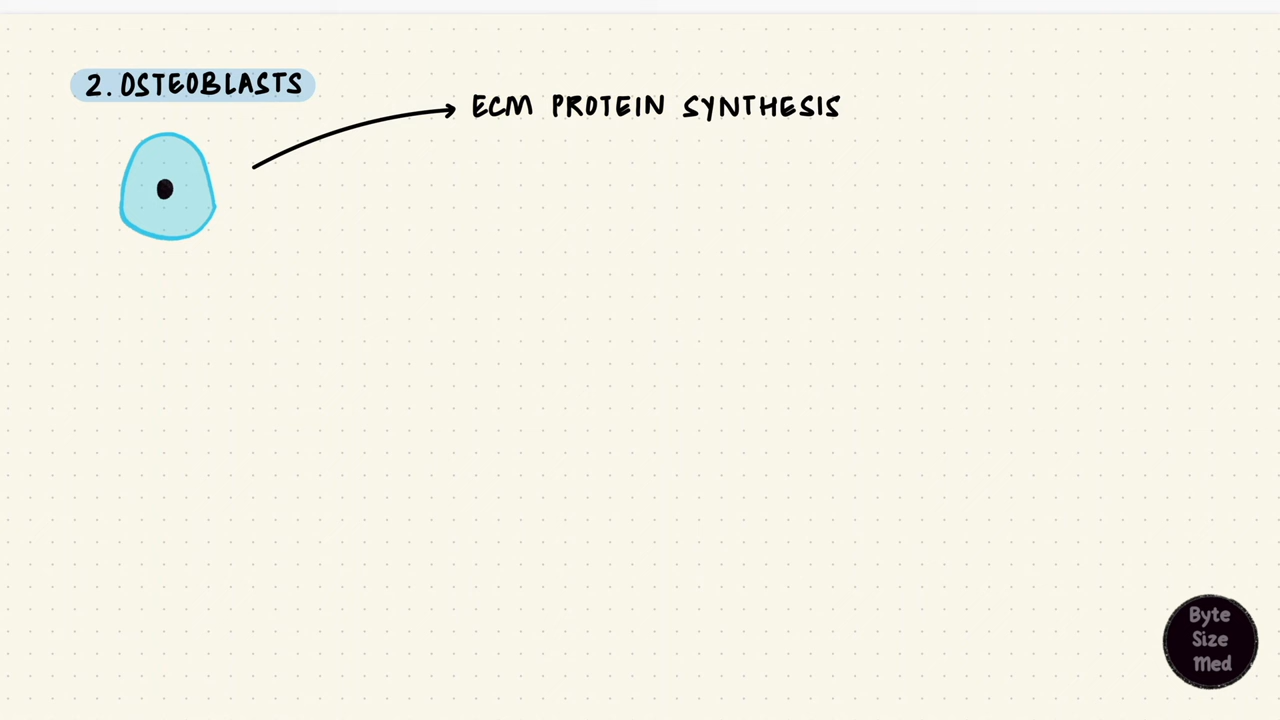 2. OSTEOBLASTS
ECM PROTEIN SYNTHESIS
Byte
Size
Med